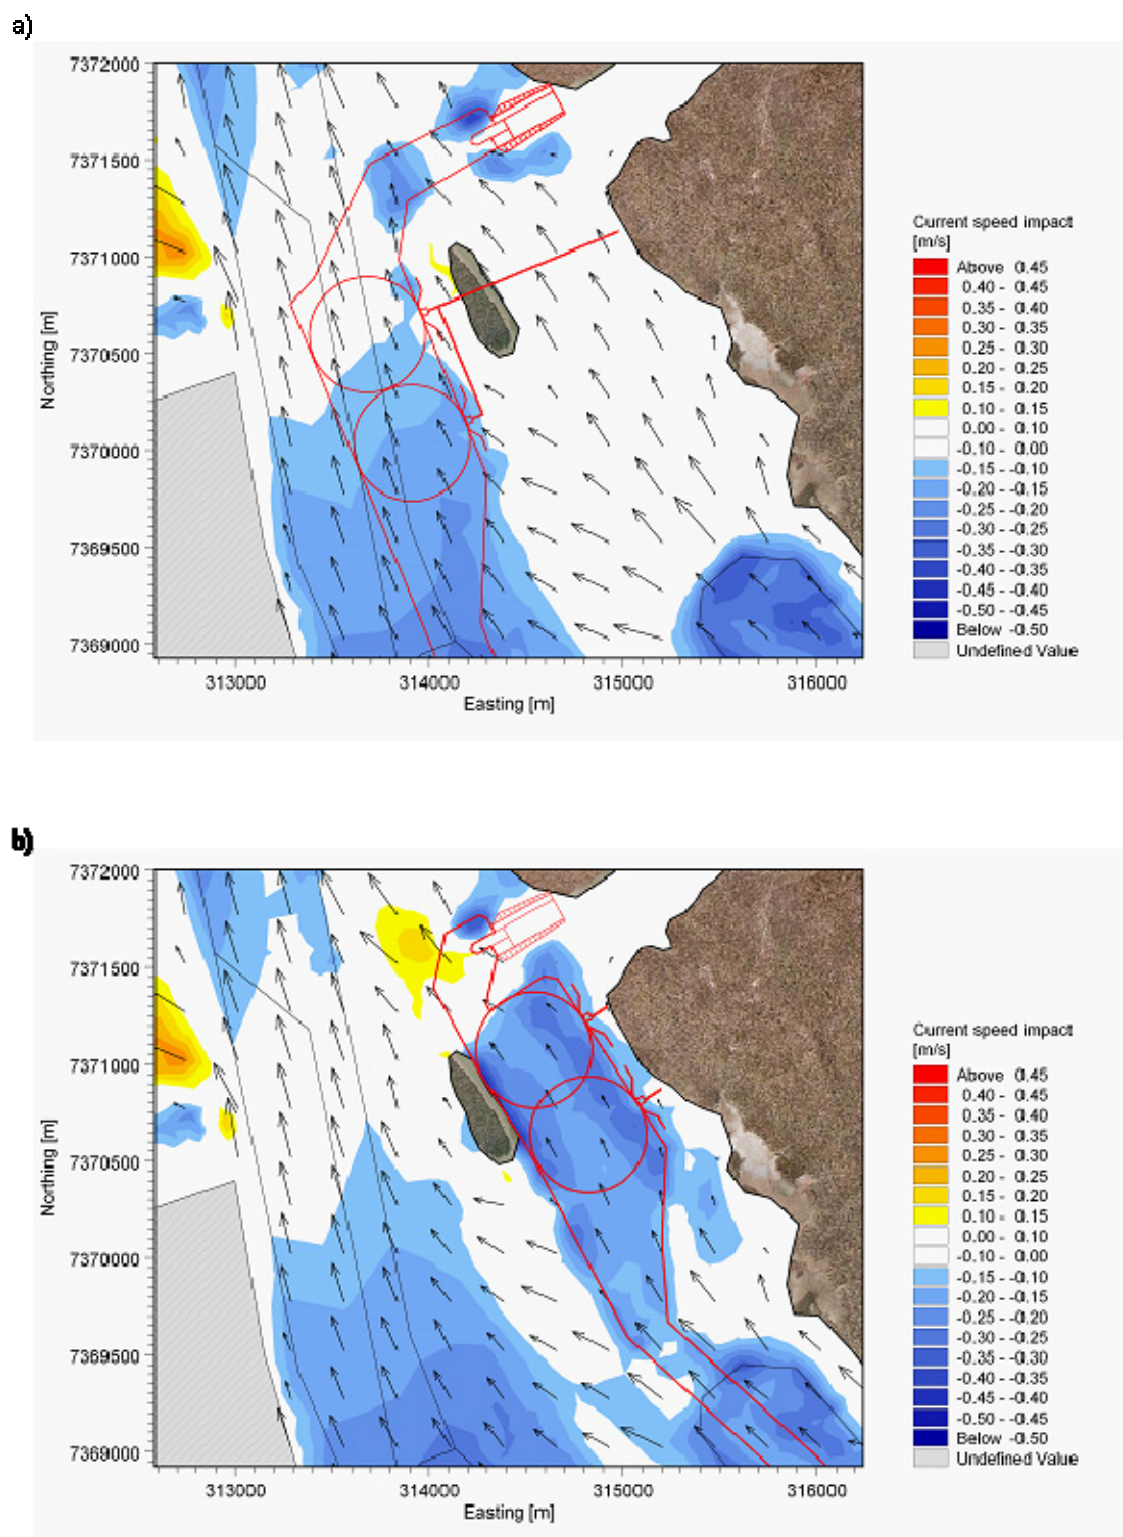 a)
7372000
7371500
7371000
7370500
7370000
7369500
7369000
Northing [m]
313000
314000
315000
316000
Easting [m]
Current speed impact
[m/s]
Above 0.45
0.40 - 0.45
0.35 - 0.40
0.30 - 0.35
0.25 - 0.30
0.20 - 0.25
0.15 - 0.20
0.10 - 0.15
0.00 - 0.10
-0.10 - 0.00
-0.15 - -0.10
-0.20 - -0.15
-0.25 - -0.20
-0.30 - -0.25
-0.35 - -0.30
-0.40 - -0.35
-0.45 - -0.40
-0.50 - -0.45
Below -0.50
Undefined Value
b)
7372000
7371500
7371000
7370500
7370000
7369500
7369000
Northing [m]
313000
314000
315000
316000
Easting [m]
Current speed impact
[m/s]
Above 0.45
0.40 - 0.45
0.35 - 0.40
0.30 - 0.35
0.25 - 0.30
0.20 - 0.25
0.15 - 0.20
0.10 - 0.15
0.00 - 0.10
-0.10 - 0.00
-0.15 - -0.10
-0.20 - -0.15
-0.25 - -0.20
-0.30 - -0.25
-0.35 - -0.30
-0.40 - -0.35
-0.45 - -0.40
-0.50 - -0.45
Below -0.50
Undefined Value